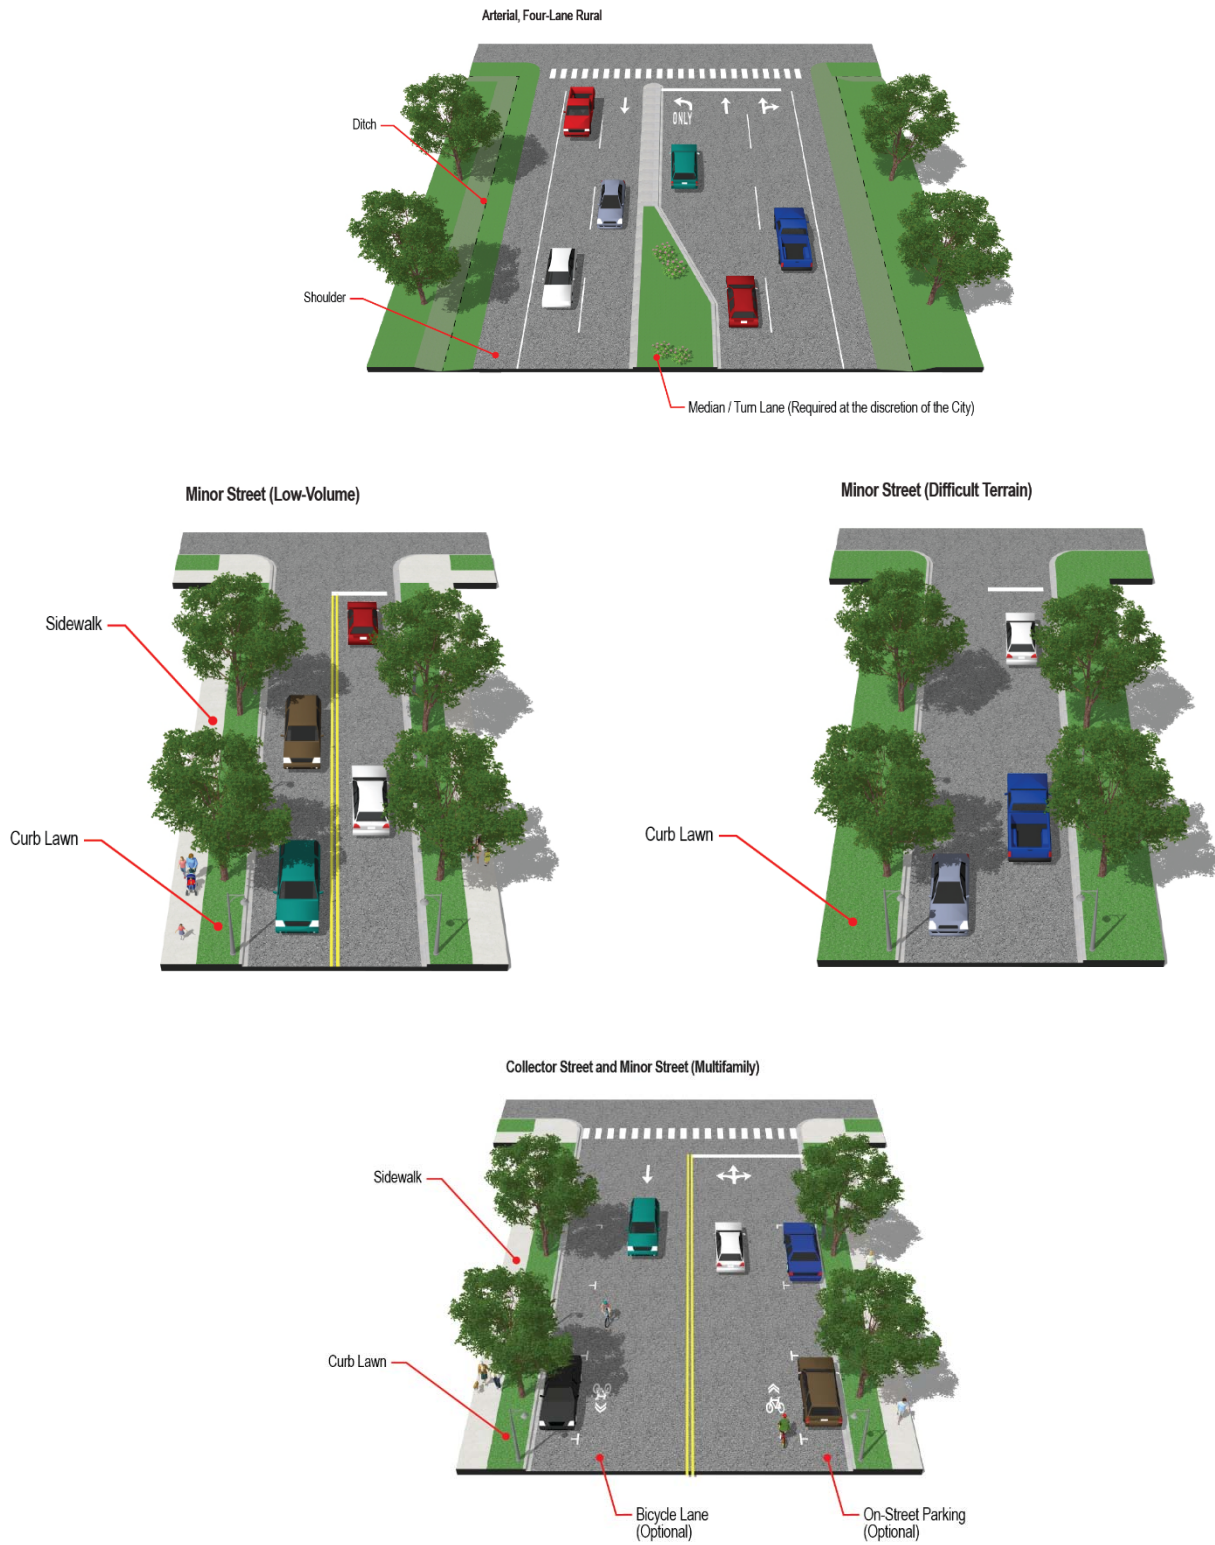 Arterial, Four-Lane Rural
ONLY
Ditch
Shoulder
Median / Turn Lane (Required at the discretion of the City)
Minor Street (Low-Volume)
Minor Street (Difficult Terrain)
Sidewalk
Curb Lawn
Curb Lawn
Collector Street and Minor Street (Multifamily)
Sidewalk
Curb Lawn
Bicycle Lane
(Optional)
On-Street Parking
(Optional)